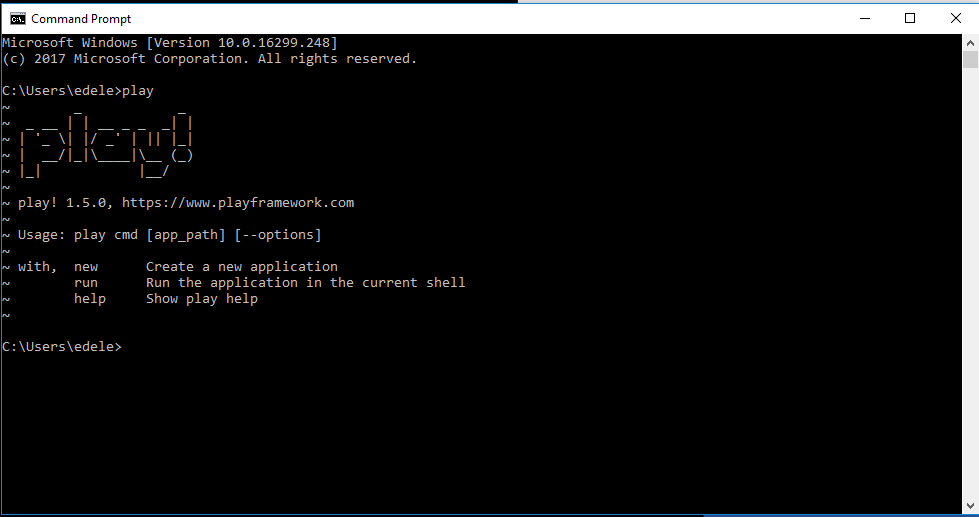 Command Prompt
Microsoft Windows [Version 10.0.16299.248]
(c) 2017 Microsoft Corporation. All rights reserved.
C:\Users\edele>play
~        _            _
~  _ __ | | __ _ _  _| |
~ | '_ \| |/ _' | || |_|
~ |  __/|_|\____|\__ (_)
~ |_|            |__/
~
~ play! 1.5.0, https://www.playframework.com
~
~ Usage: play cmd [app_path] [--options]
~
~ with,  new      Create a new application
~        run      Run the application in the current shell
~        help     Show play help
~
C:\Users\edele>